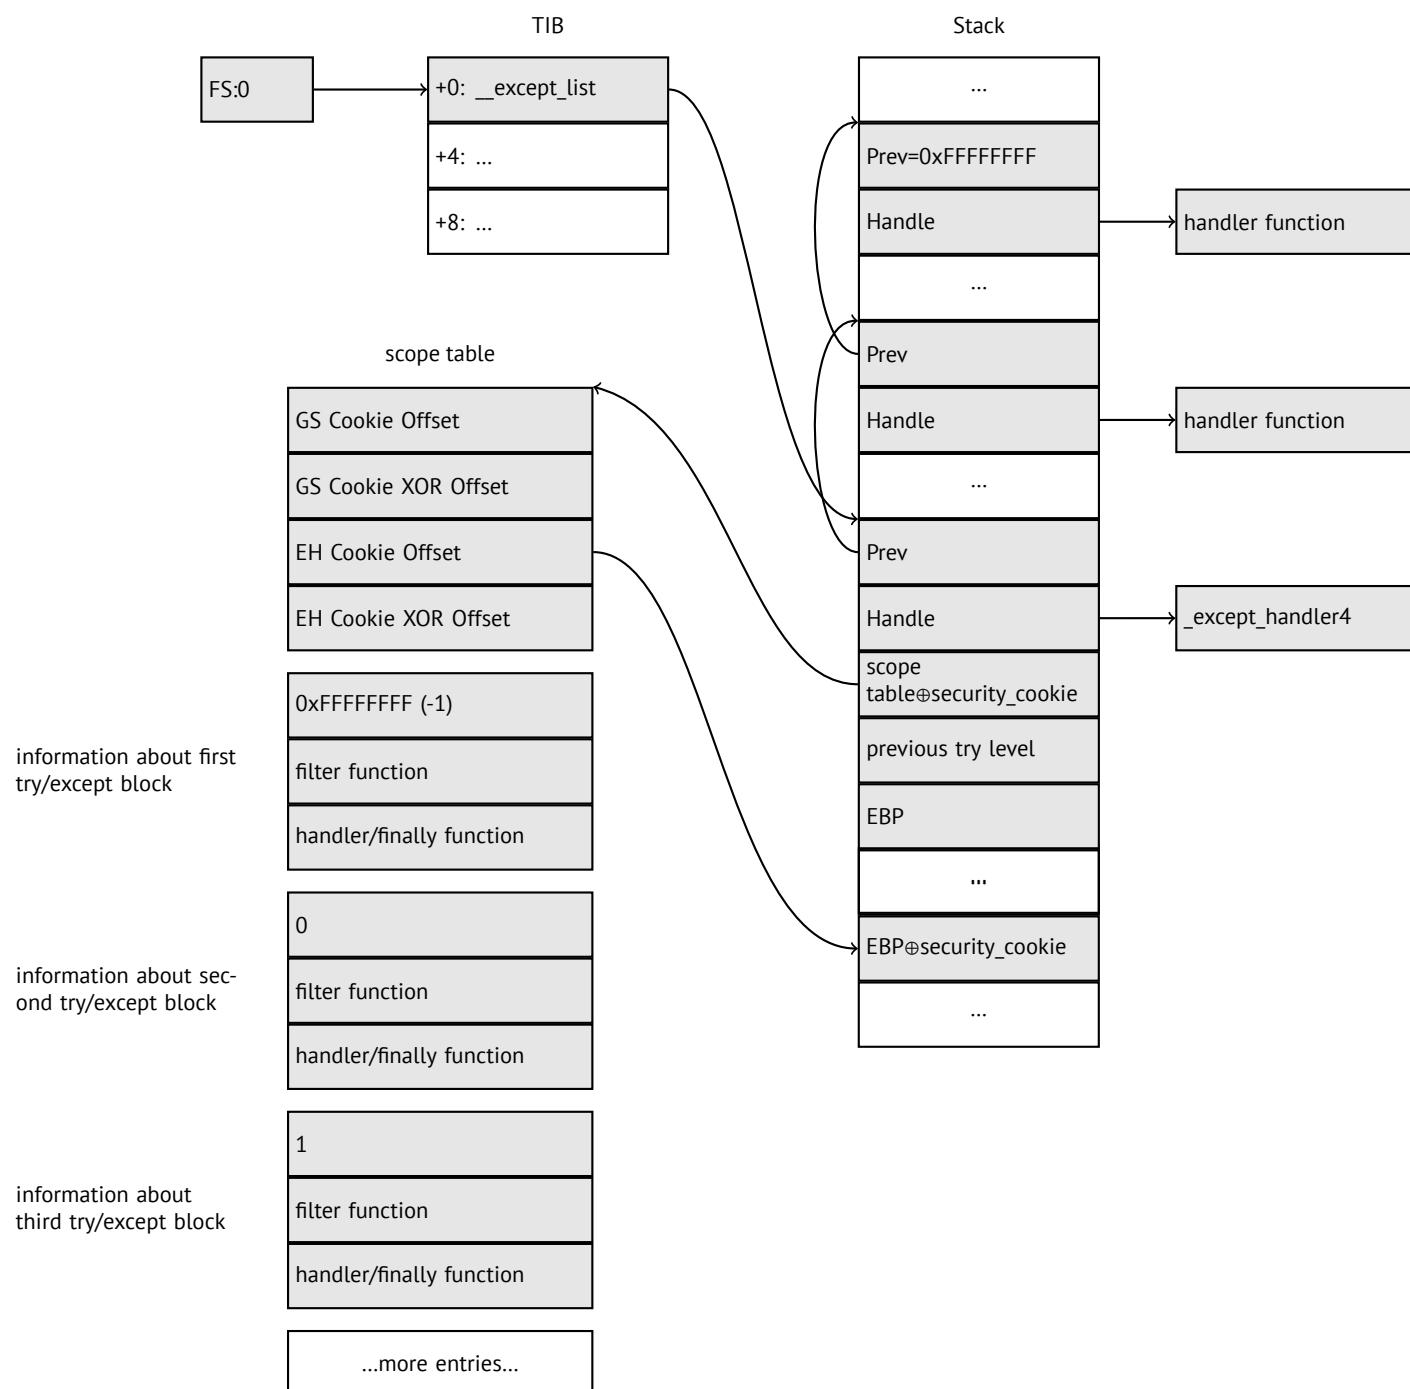 TIB
FS:0
+0: __except_list
+4: ...
+8: ...
Stack
...
Prev=0xFFFFFFFF
Handle
handler function
...
Prev
Handle
handler function
...
Prev
Handle
_except_handler4
scope
table⊕security_cookie
previous try level
EBP
...
EBP⊕security_cookie
...
scope table
GS Cookie Offset
GS Cookie XOR Offset
EH Cookie Offset
EH Cookie XOR Offset
information about first
try/except block
0xFFFFFFFF (-1)
filter function
handler/finally function
information about sec-
ond try/except block
0
filter function
handler/finally function
information about
third try/except block
1
filter function
handler/finally function
...more entries...